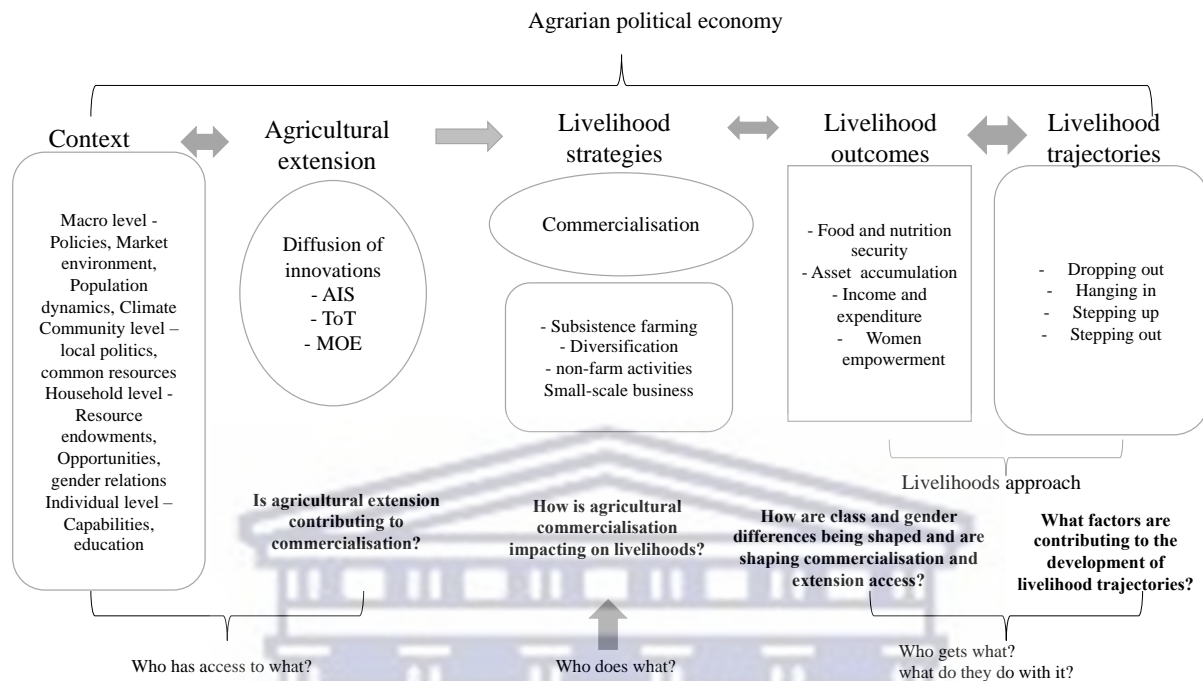 Agrarian political economy
Context
Macro level -
Policies, Market
environment,
Population
dynamics, Climate
Community level –
local politics,
common resources
Household level -
Resource
endowments,
Opportunities,
gender relations
Individual level –
Capabilities,
education
Agricultural
extension
Diffusion of
innovations
- AIS
- ToT
- MOE
Livelihood
strategies
Commercialisation
- Subsistence farming
- Diversification
- non-farm activities
Small-scale business
Livelihood
outcomes
- Food and nutrition
security
- Asset accumulation
- Income and
expenditure
- Women
empowerment
Livelihood
trajectories
- Dropping out
- Hanging in
- Stepping up
- Stepping out
Livelihoods approach
Is agricultural extension
contributing to
commercialisation?
How is agricultural
commercialisation
impacting on livelihoods?
How are class and gender
differences being shaped and are
shaping commercialisation and
extension access?
What factors are
contributing to the
development of
livelihood trajectories?
Who has access to what?
Who does what?
Who gets what?
what do they do with it?